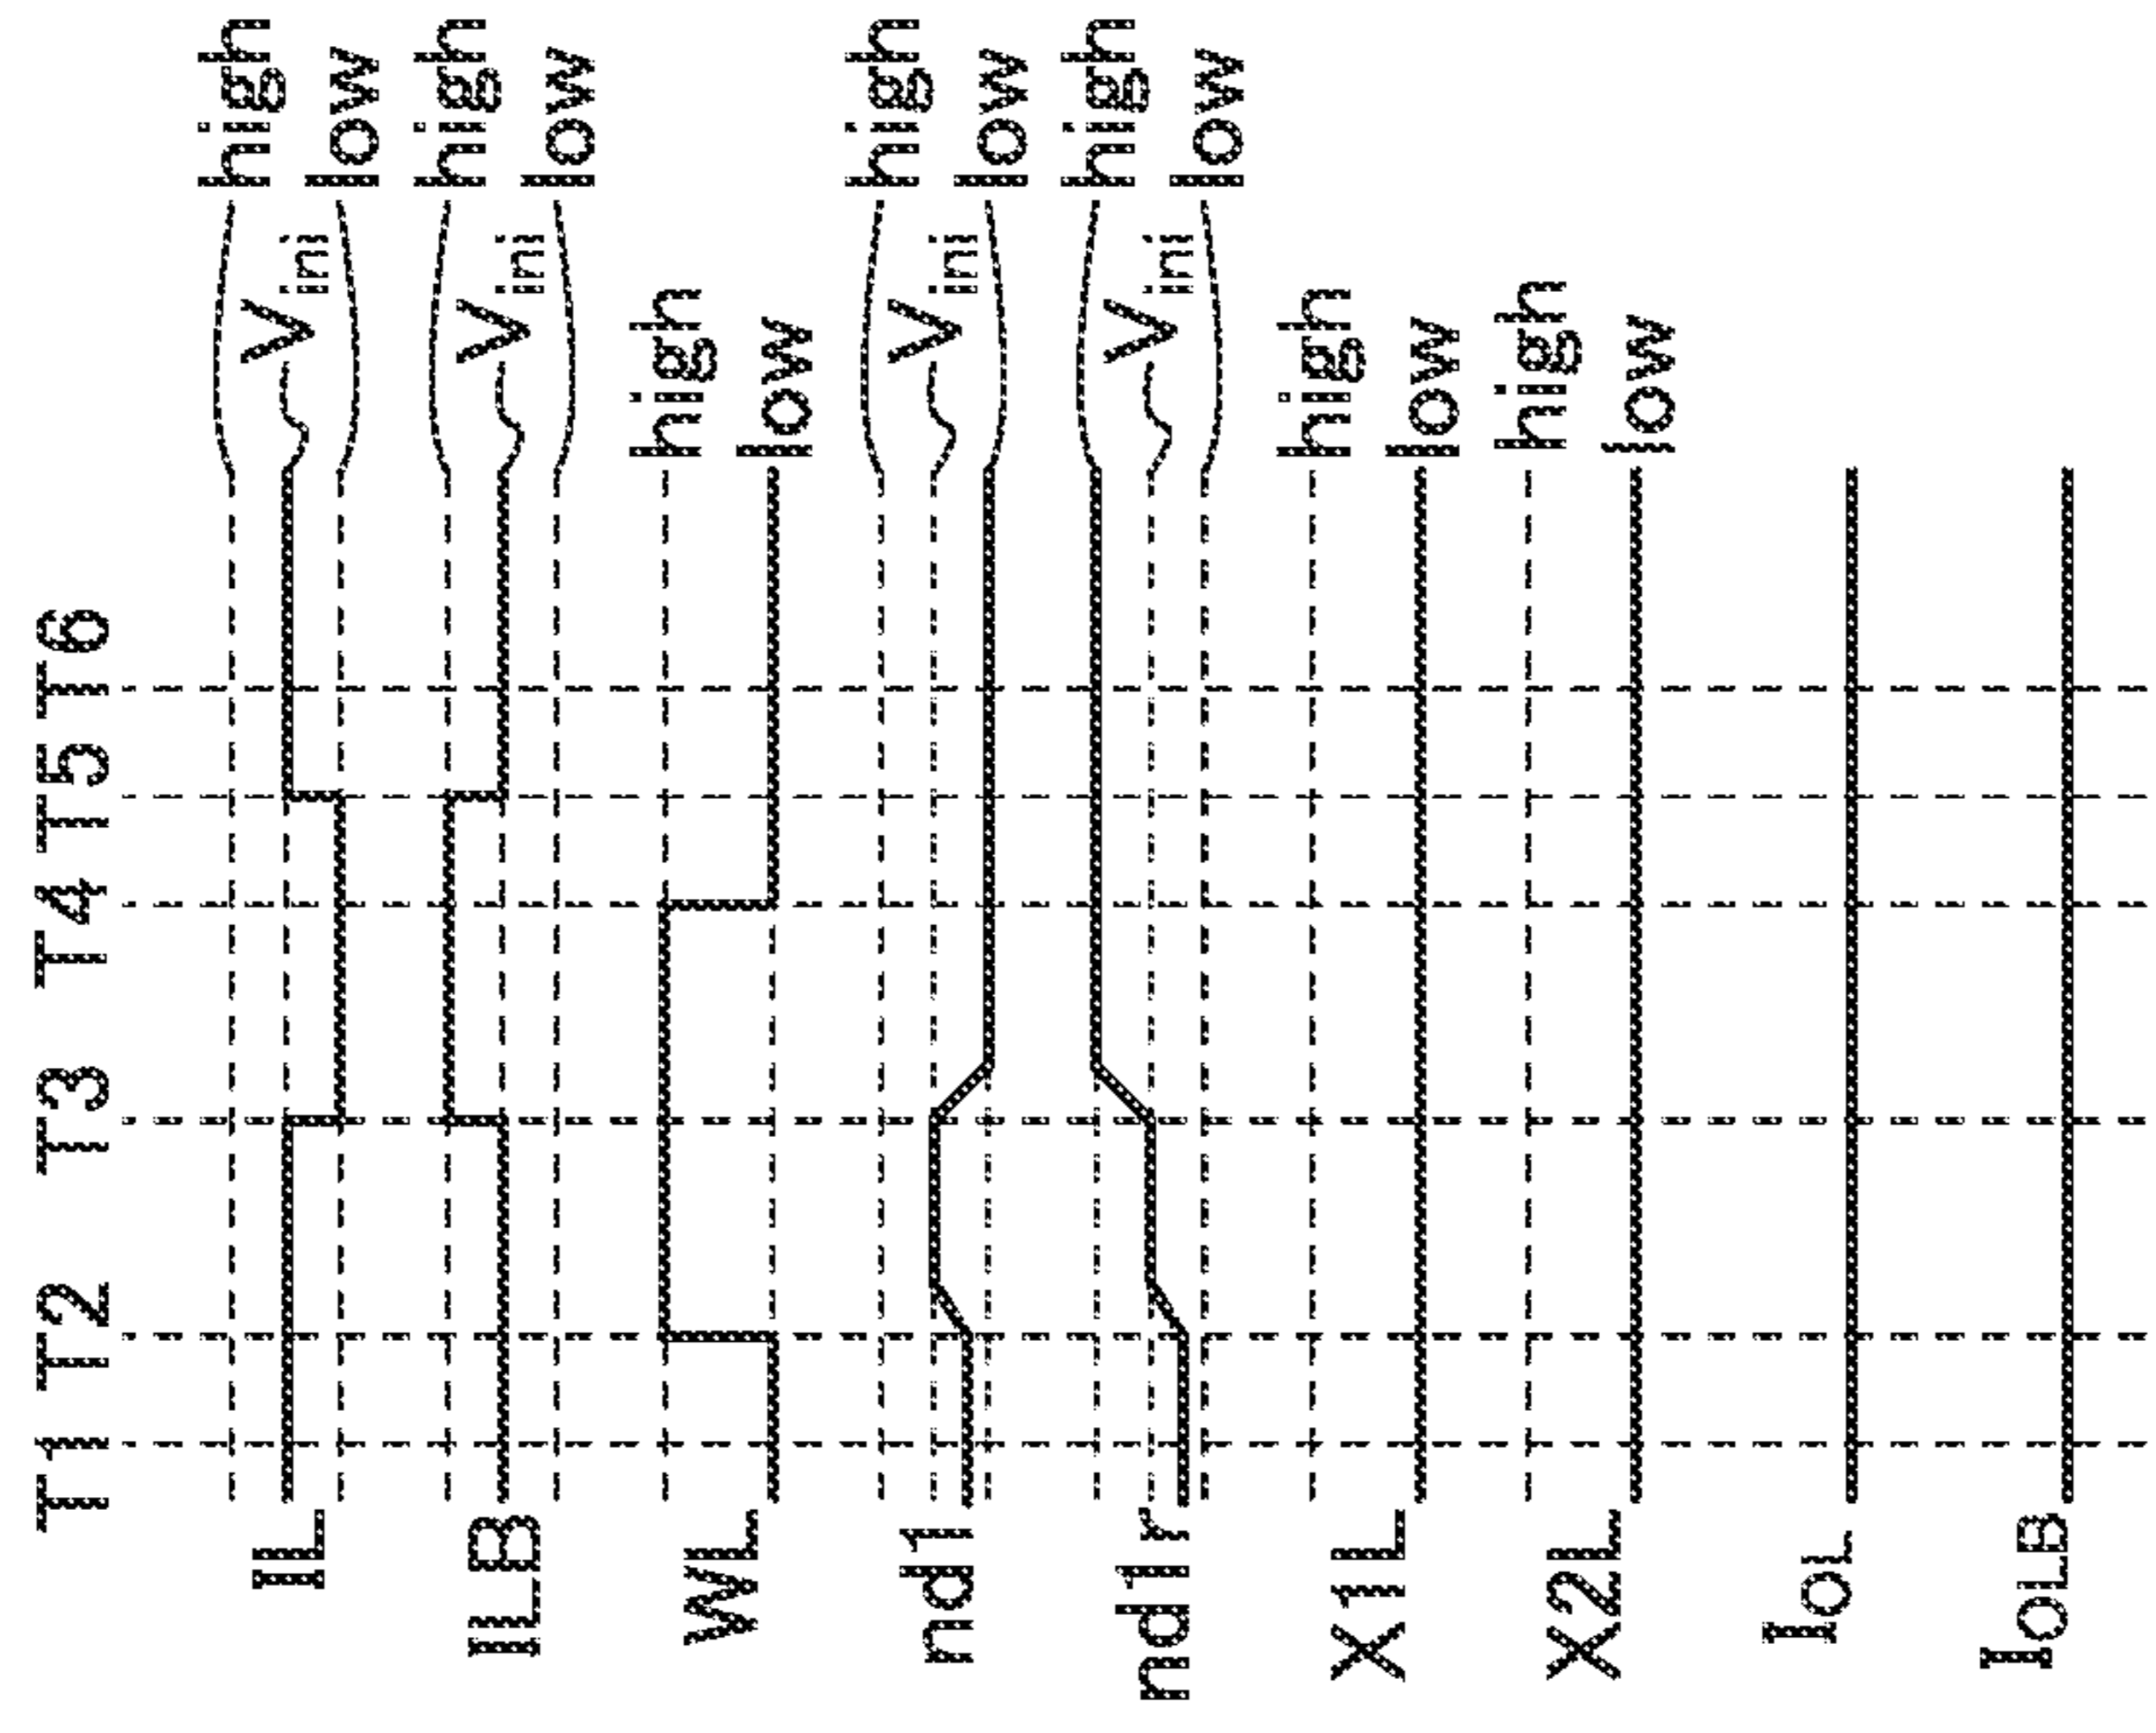 T1 T2 T3 T4 T5 T6
IL
high
Vini
low
ILB
high
Vini
low
WL
high
low
nd1
high
Vini
low
nd1r
high
Vini
low
X1L
high
low
X2L
high
low
IOL
IOLB